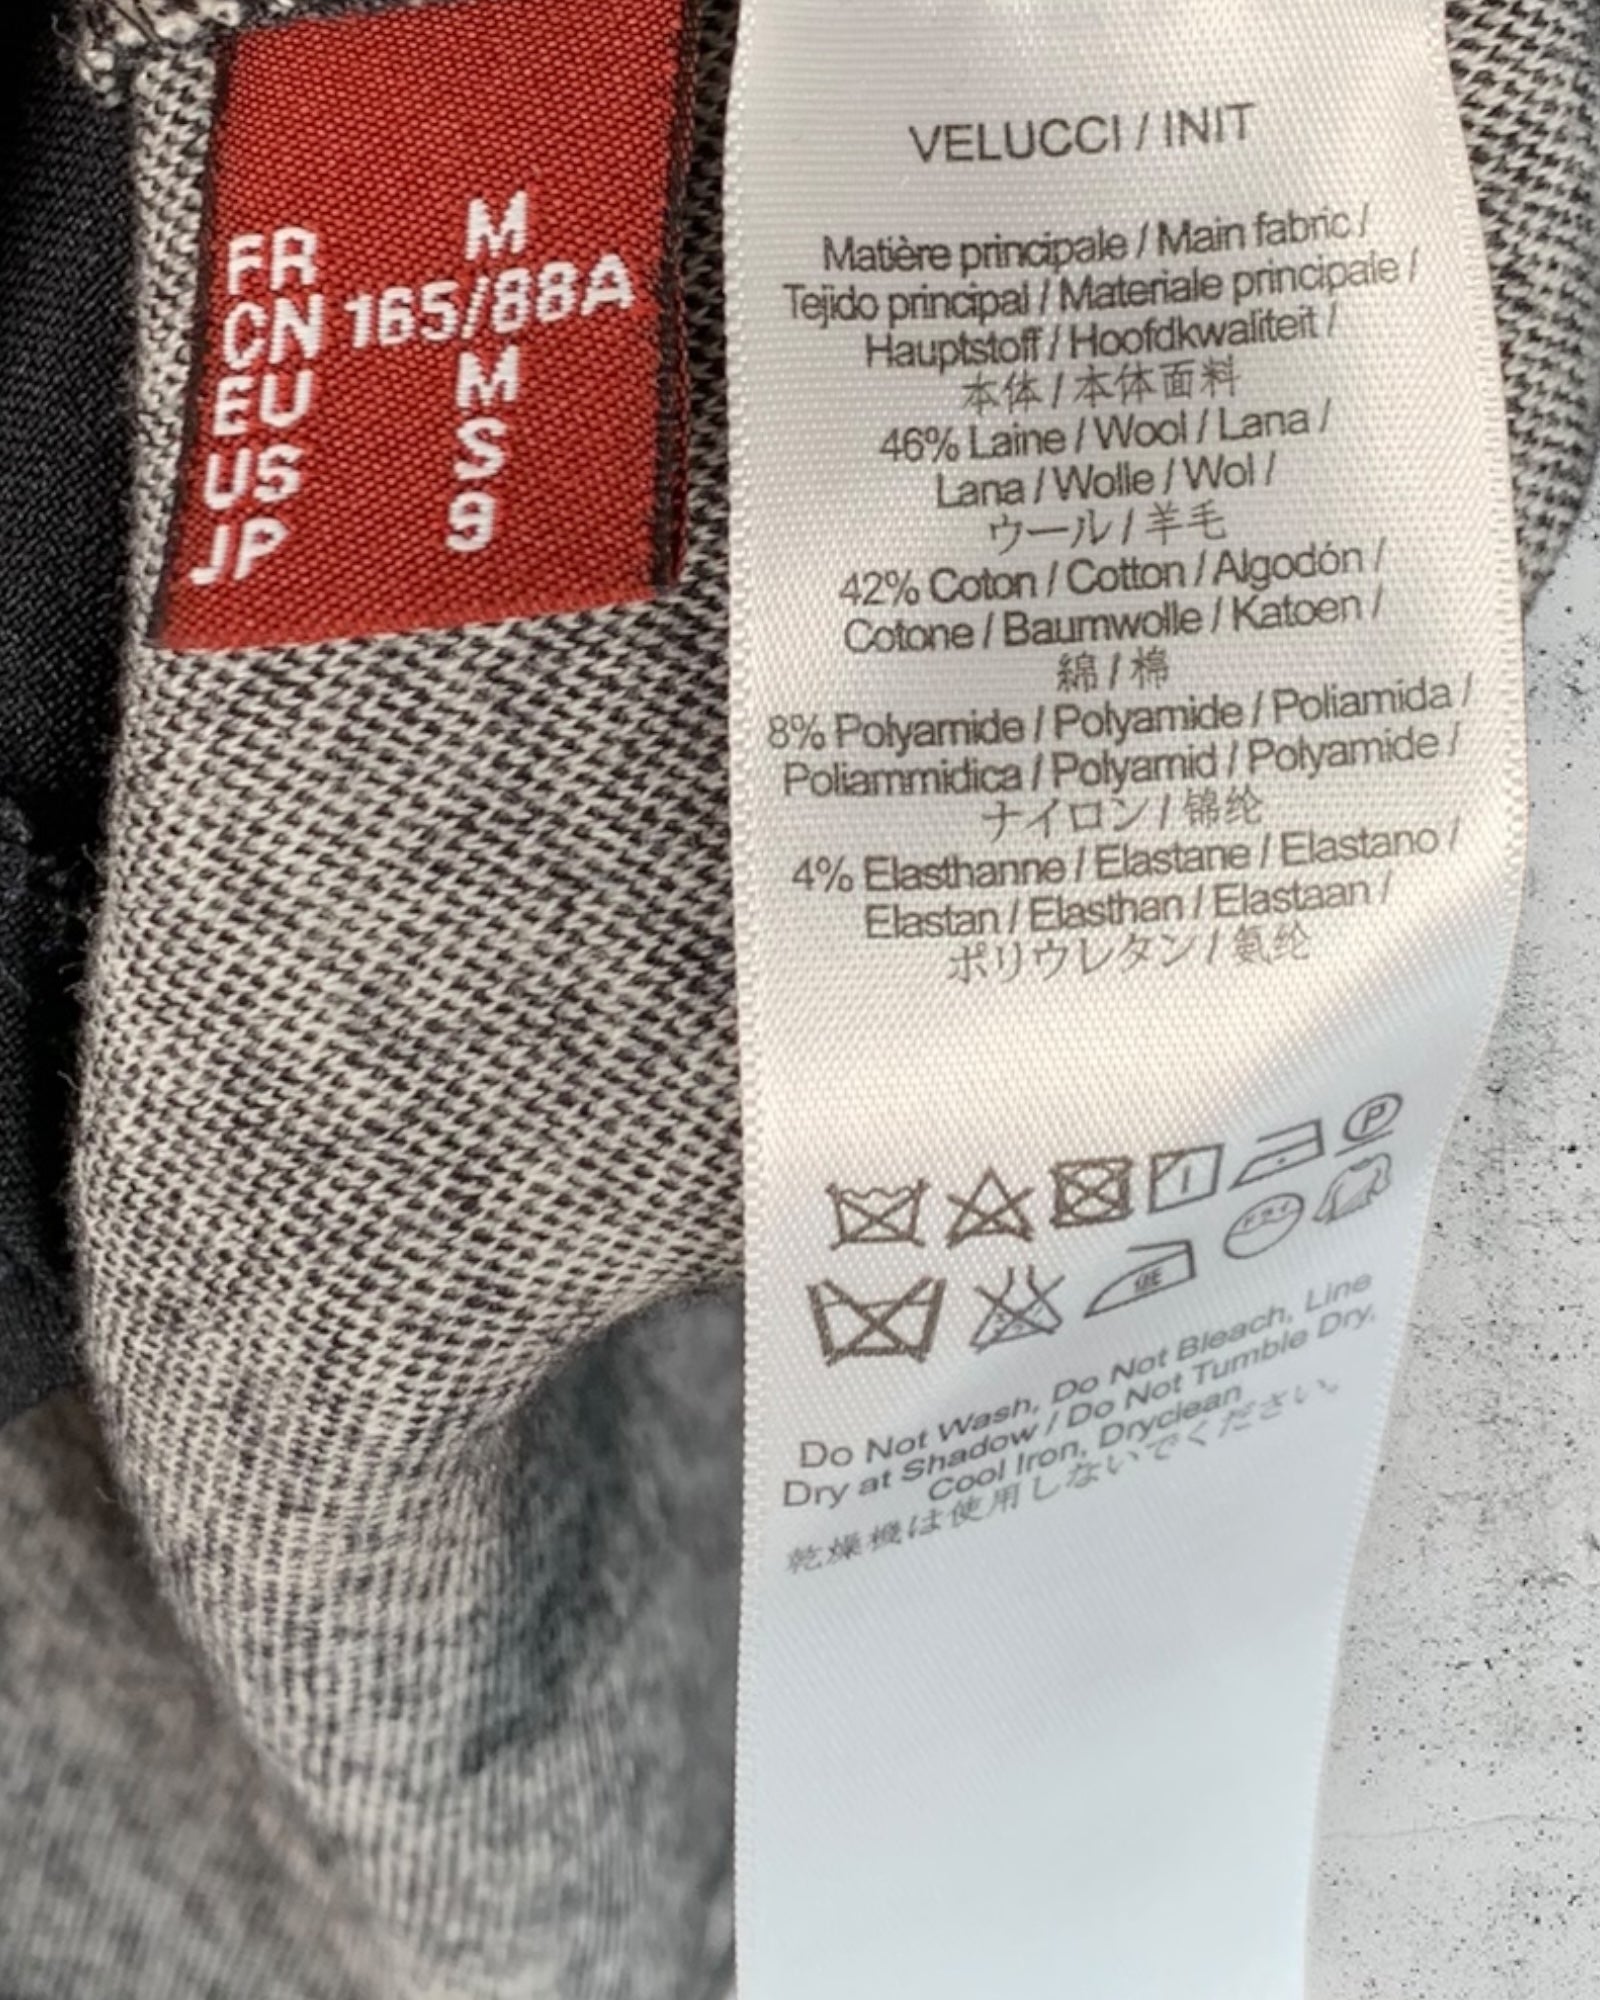 FR M
CN 165/88A
EU M
US S
JP 9
VELUCCI / INIT
Matière principale / Main fabric /
Tejido principal / Materiale principale /
Hauptstoff / Hoofdkwaliteit /
本体 / 本体面料
46% Laine / Wool / Lana /
Lana / Wolle / Wol /
ウール / 羊毛
42% Coton / Cotton / Algodón /
Cotone / Baumwolle / Katoen /
綿 / 棉
8% Polyamide / Polyamide / Poliamida /
Poliammidica / Polyamid / Polyamide /
ナイロン / 锦纶
4% Elasthanne / Elastane / Elastano /
Elastan / Elasthan / Elastaan /
ポリウレタン / 氨纶
P
ドライ
Do Not Wash, Do Not Bleach, Line
Dry at Shadow / Do Not Tumble Dry,
Cool Iron, Dryclean
乾燥機は使用しないでください。